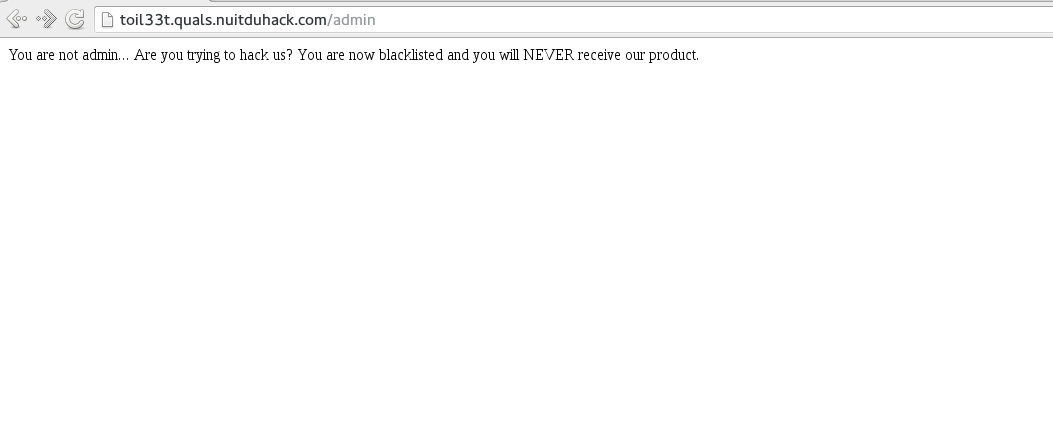 toil33t.quals.nuitduhack.com/admin
You are not admin... Are you trying to hack us? You are now blacklisted and you will NEVER receive our product.